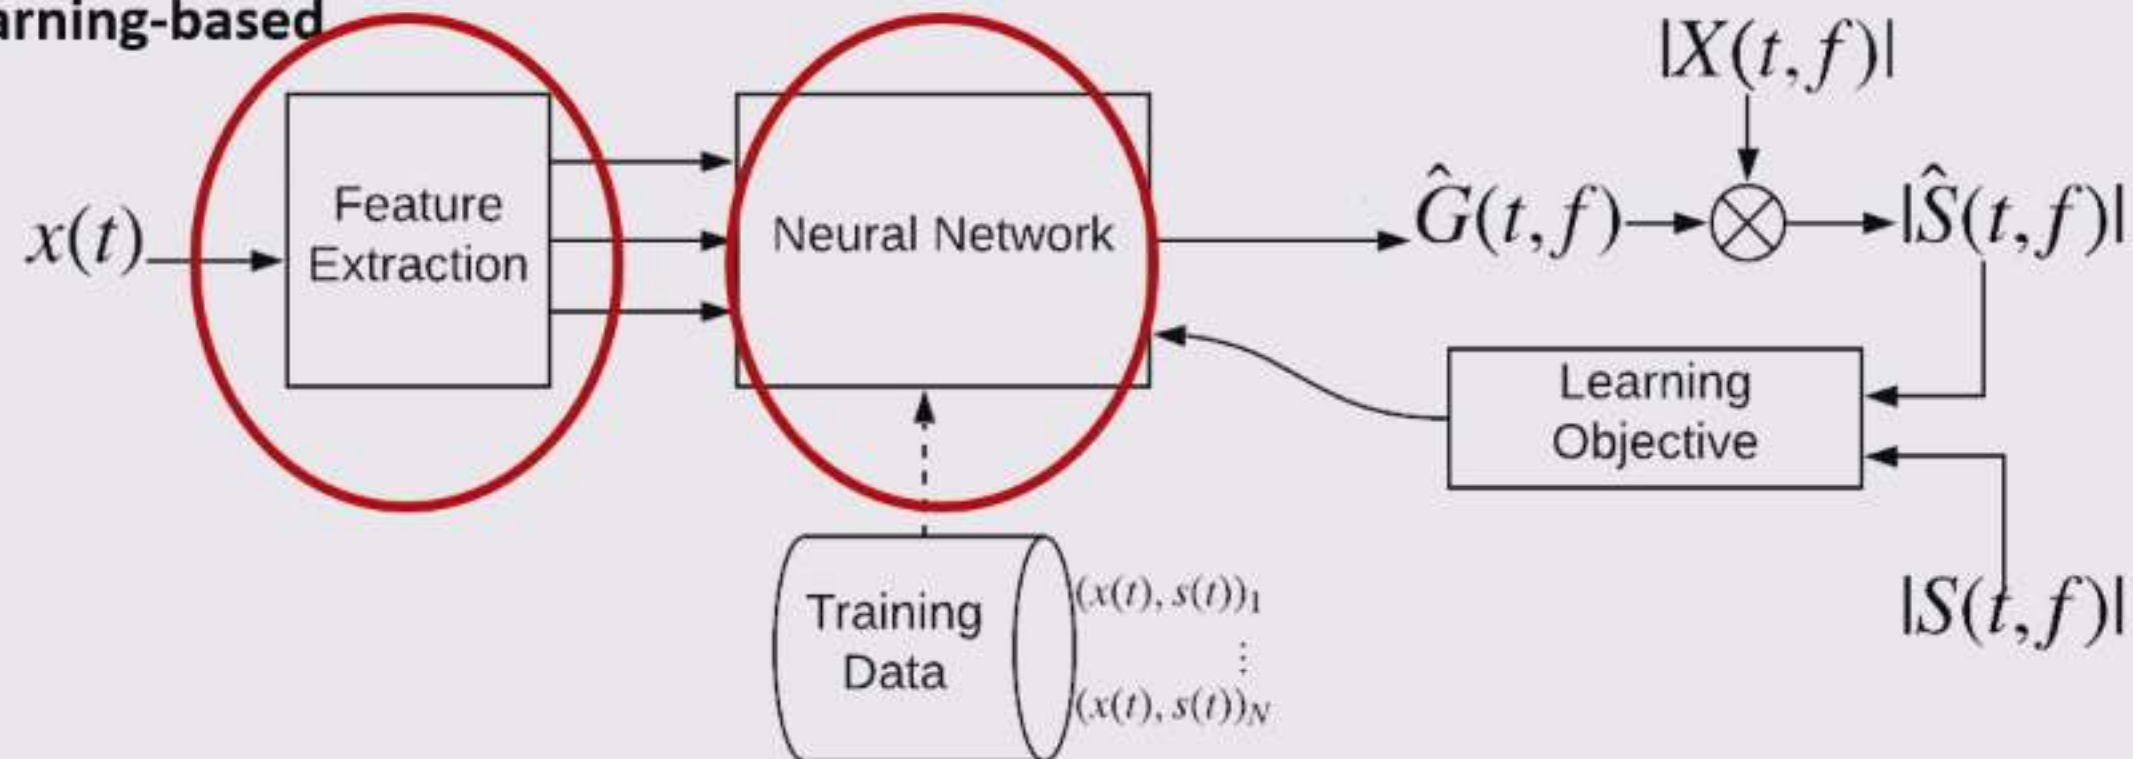 arning-based
|X(t,f)|
x(t)
Feature
Extraction
Neural Network
Ĝ(t,f)
|Ŝ(t,f)|
Learning
Objective
Training
Data
(x(t), s(t))₁
⋮
(x(t), s(t))N
|S(t,f)|